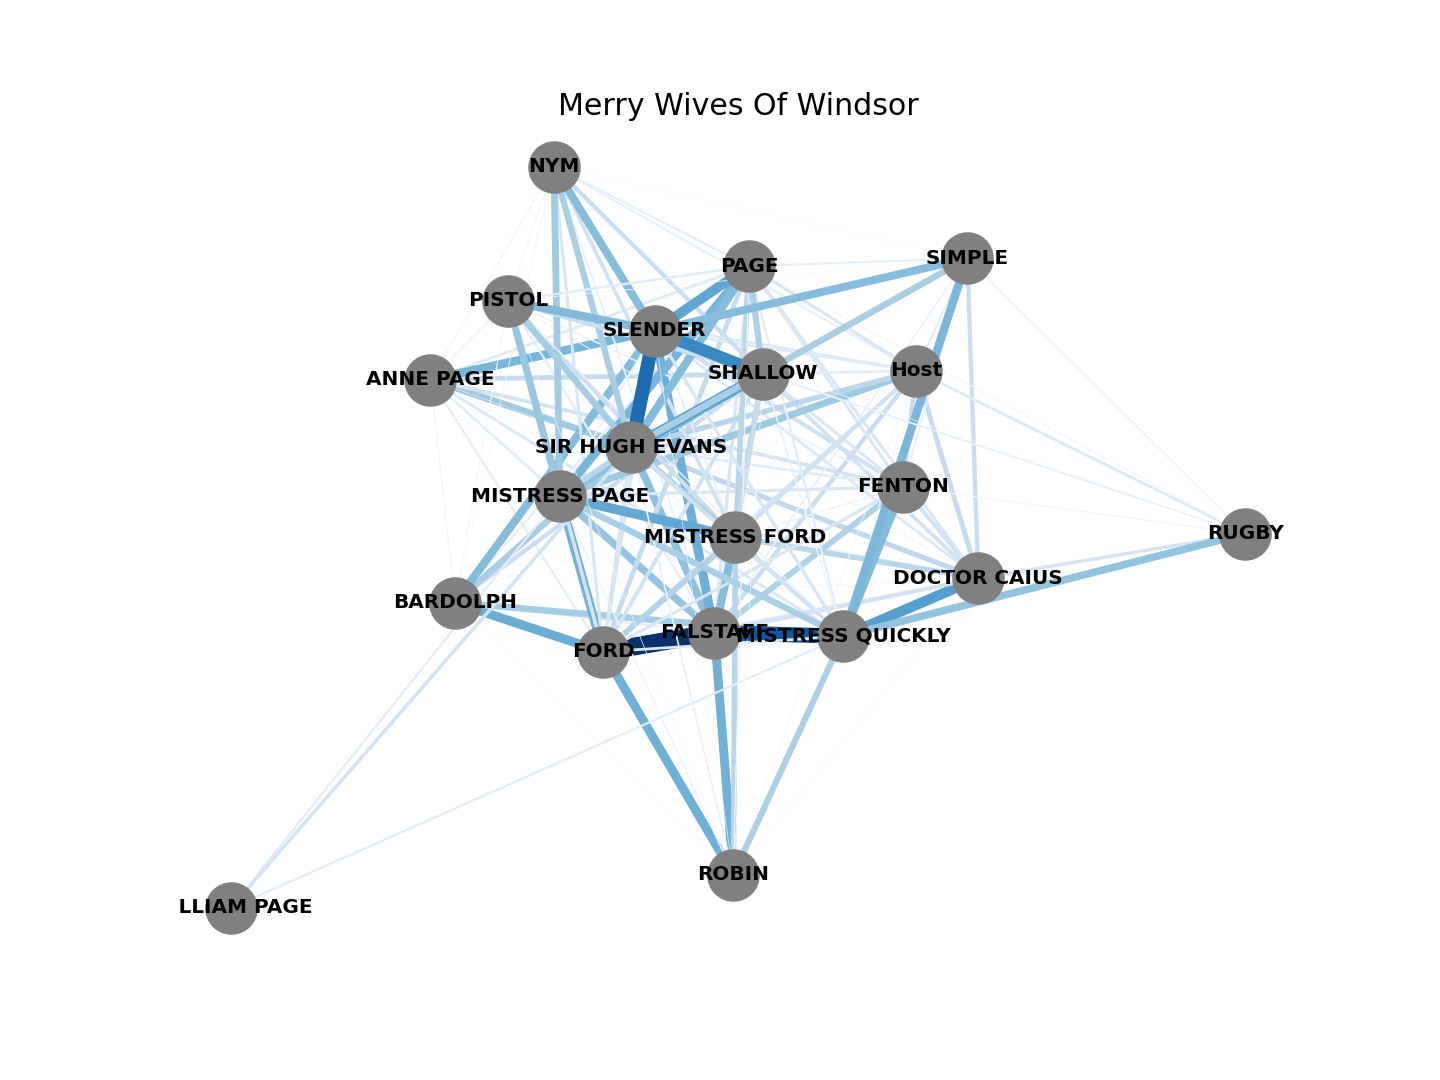 Merry Wives Of Windsor
NYM
PAGE
SIMPLE
PISTOL
SLENDER
SHALLOW
Host
ANNE PAGE
SIR HUGH EVANS
MISTRESS PAGE
FENTON
MISTRESS FORD
RUGBY
DOCTOR CAIUS
BARDOLPH
FORD
FALSTAFF
MISTRESS QUICKLY
ROBIN
LLIAM PAGE